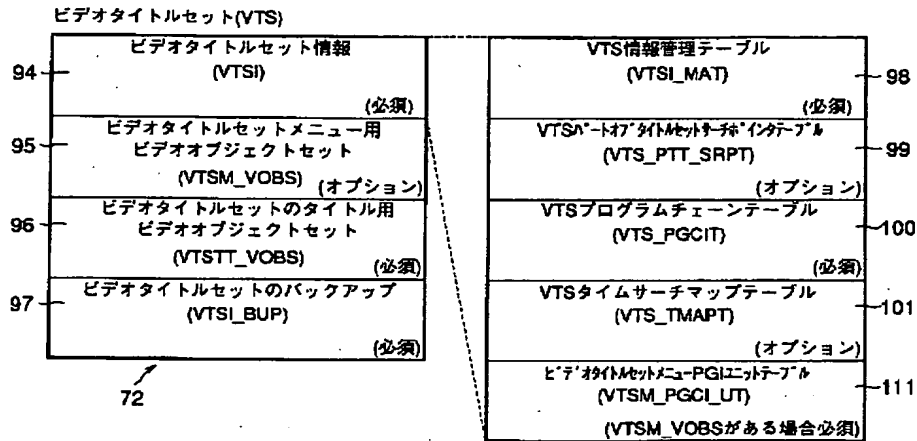 ビデオタイトルセット(VTS)
ビデオタイトルセット情報
(VTSI)
(必須)
94
ビデオタイトルセットメニュー用
ビデオオブジェクトセット
(VTSM_VOBS)
(オプション)
95
ビデオタイトルセットのタイトル用
ビデオオブジェクトセット
(VTSTT_VOBS)
(必須)
96
ビデオタイトルセットのバックアップ
(VTSI_BUP)
(必須)
97
72
VTS情報管理テーブル
(VTSI_MAT)
(必須)
98
VTSパートオブタイトルセットサーチポインタテーブル
(VTS_PTT_SRPT)
(オプション)
99
VTSプログラムチェーンテーブル
(VTS_PGCIT)
(必須)
100
VTSタイムサーチマップテーブル
(VTS_TMAPT)
(オプション)
101
ビデオタイトルセットメニューPGIユニットテーブル
(VTSM_PGCI_UT)
(VTSM_VOBSがある場合必須)
111